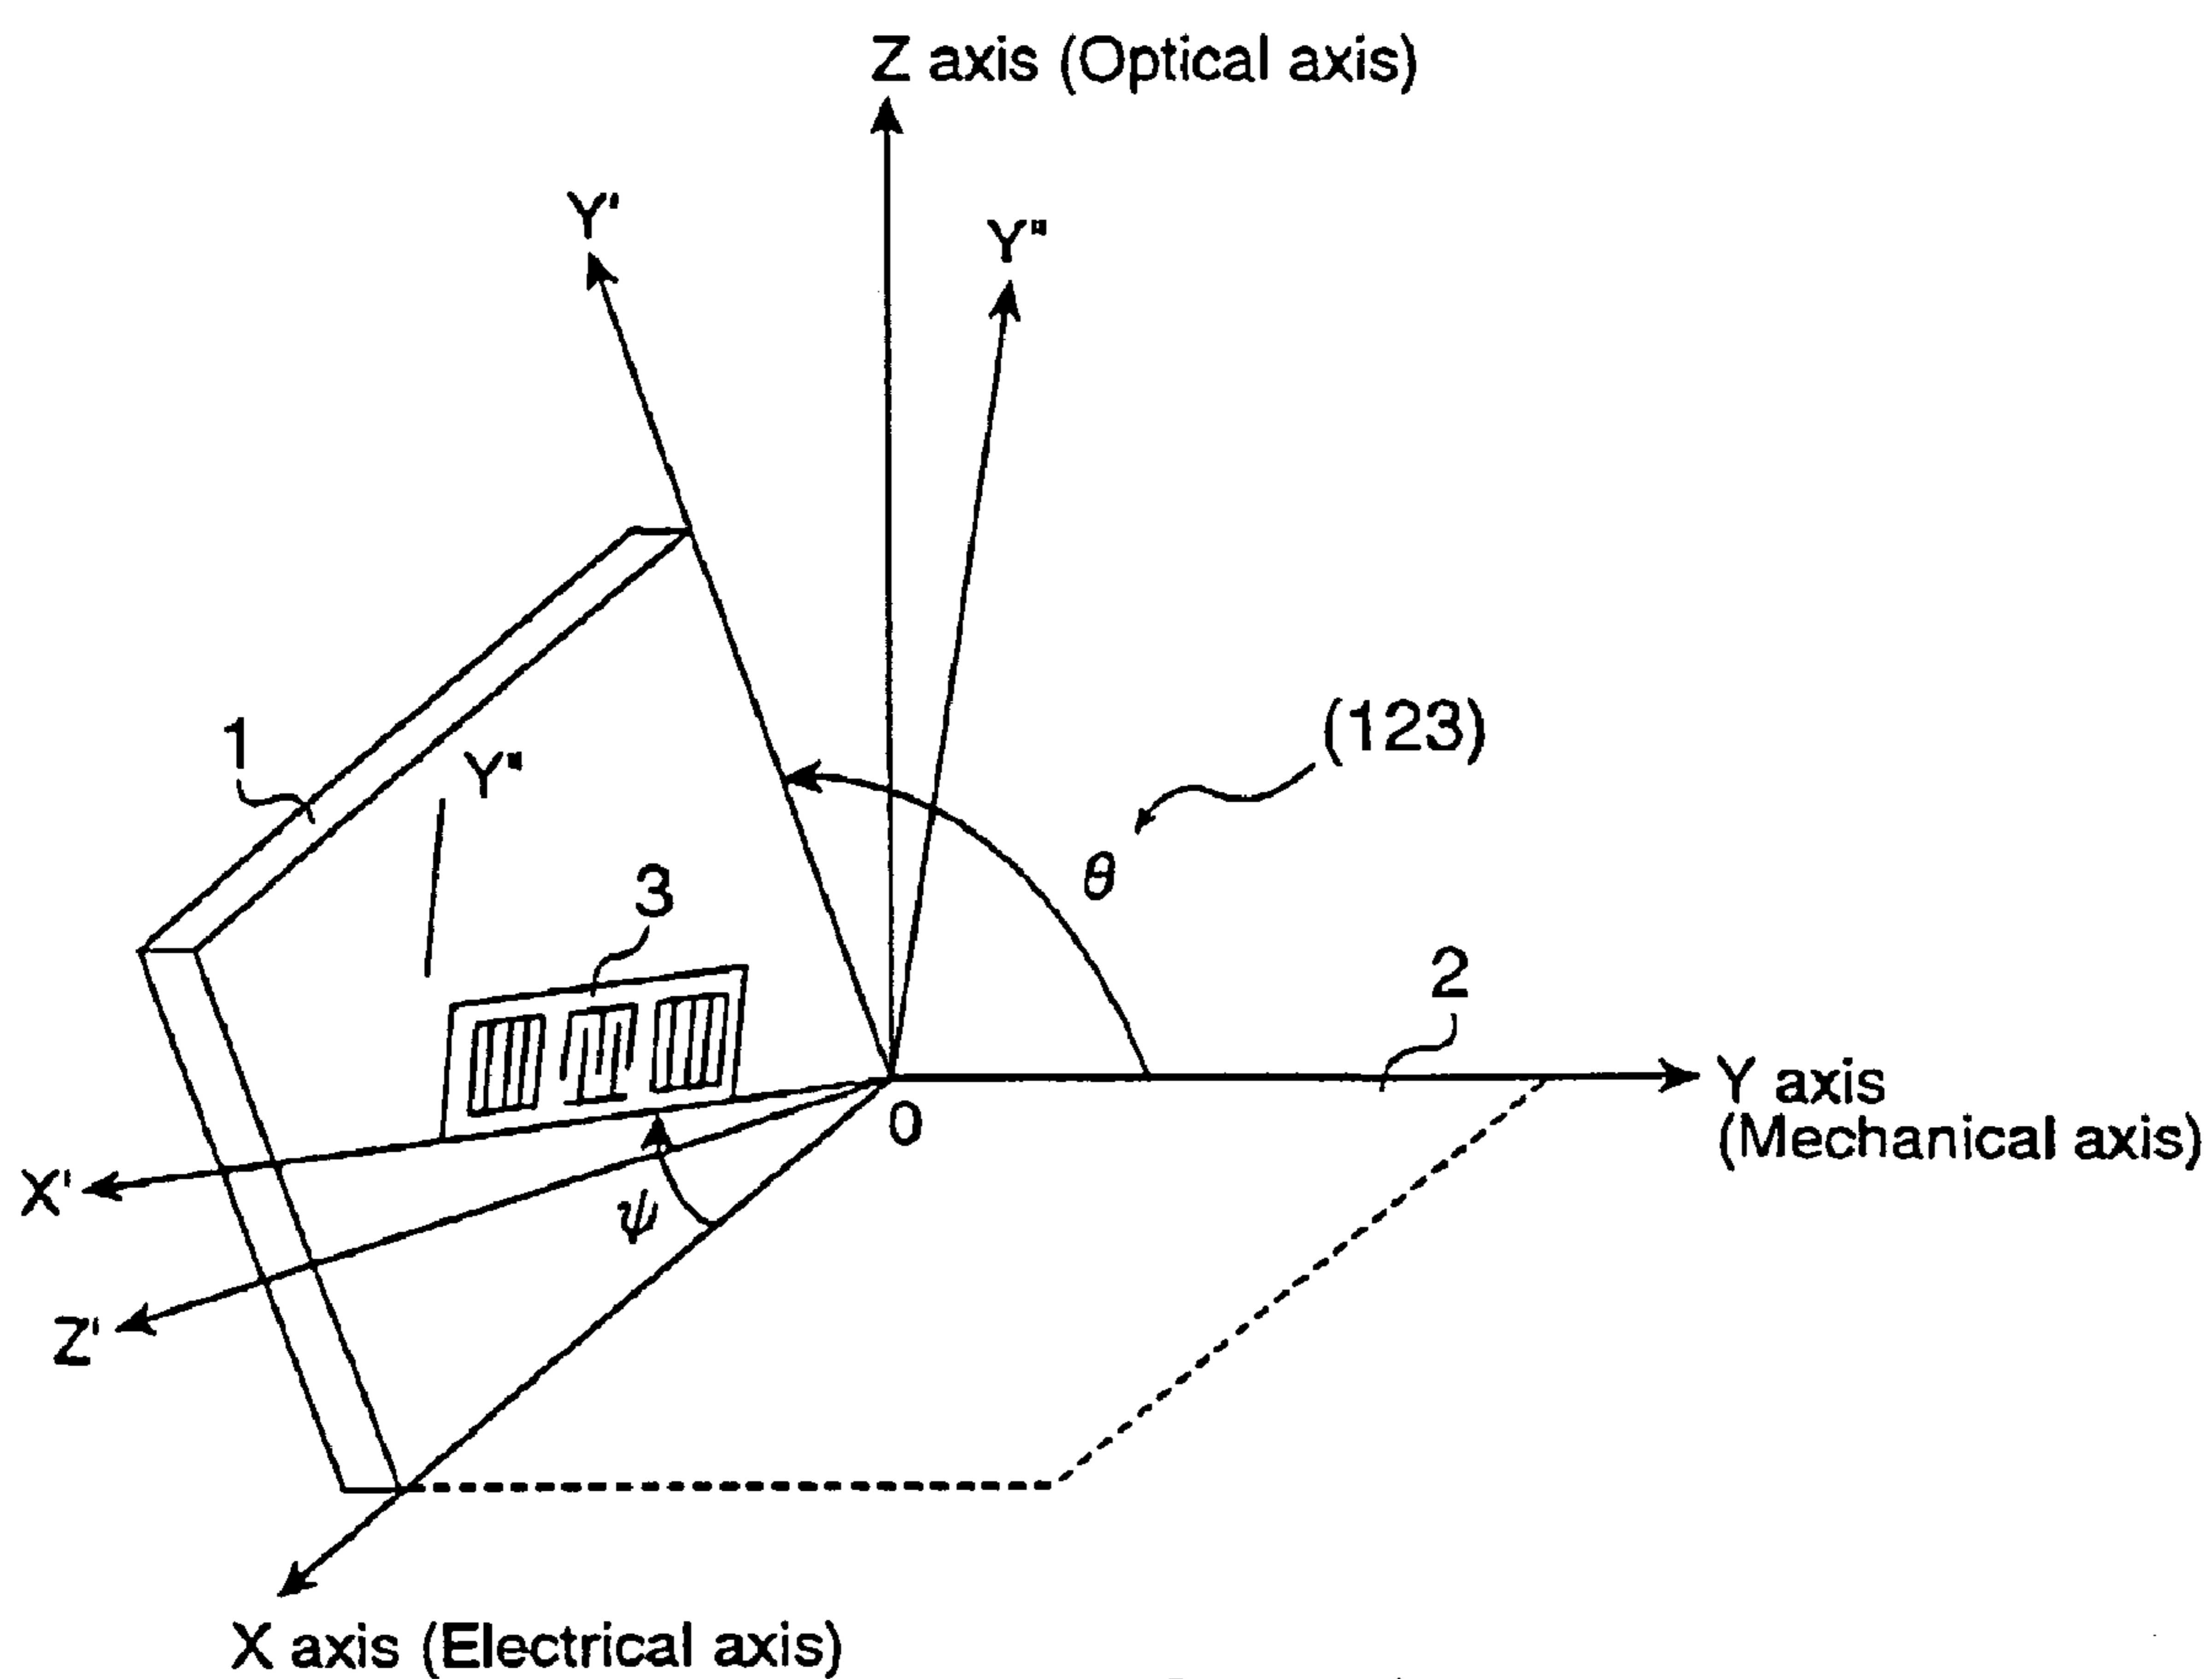 Z axis (Optical axis)
Y'
Y"
(123)
1
Y"
3
θ
2
Y axis
(Mechanical axis)
0
X'
ψ
Z'
X axis (Electrical axis)